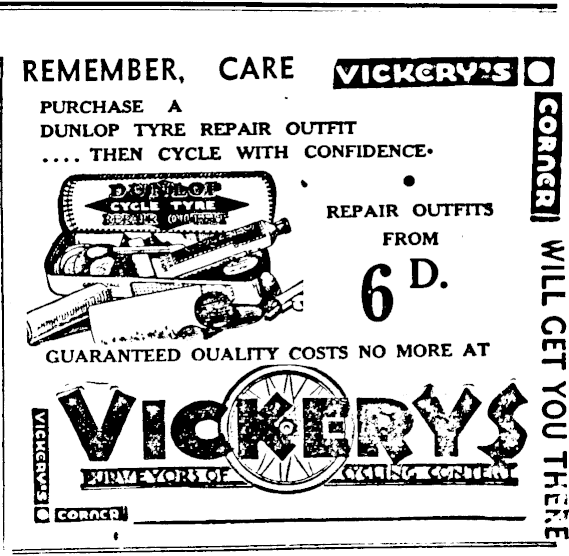 REMEMBER, CARE
VICKERY'S
CORNER
WILL GET YOU THERE
PURCHASE A
DUNLOP TYRE REPAIR OUTFIT
.... THEN CYCLE WITH CONFIDENCE.
DUNLOP
CYCLE TYRE
REPAIR OUTFIT
REPAIR OUTFITS
FROM
6 D.
GUARANTEED QUALITY COSTS NO MORE AT
VICKERYS
SURVEYORS OF CYCLING CONTENT
VICKERY'S
CORNER